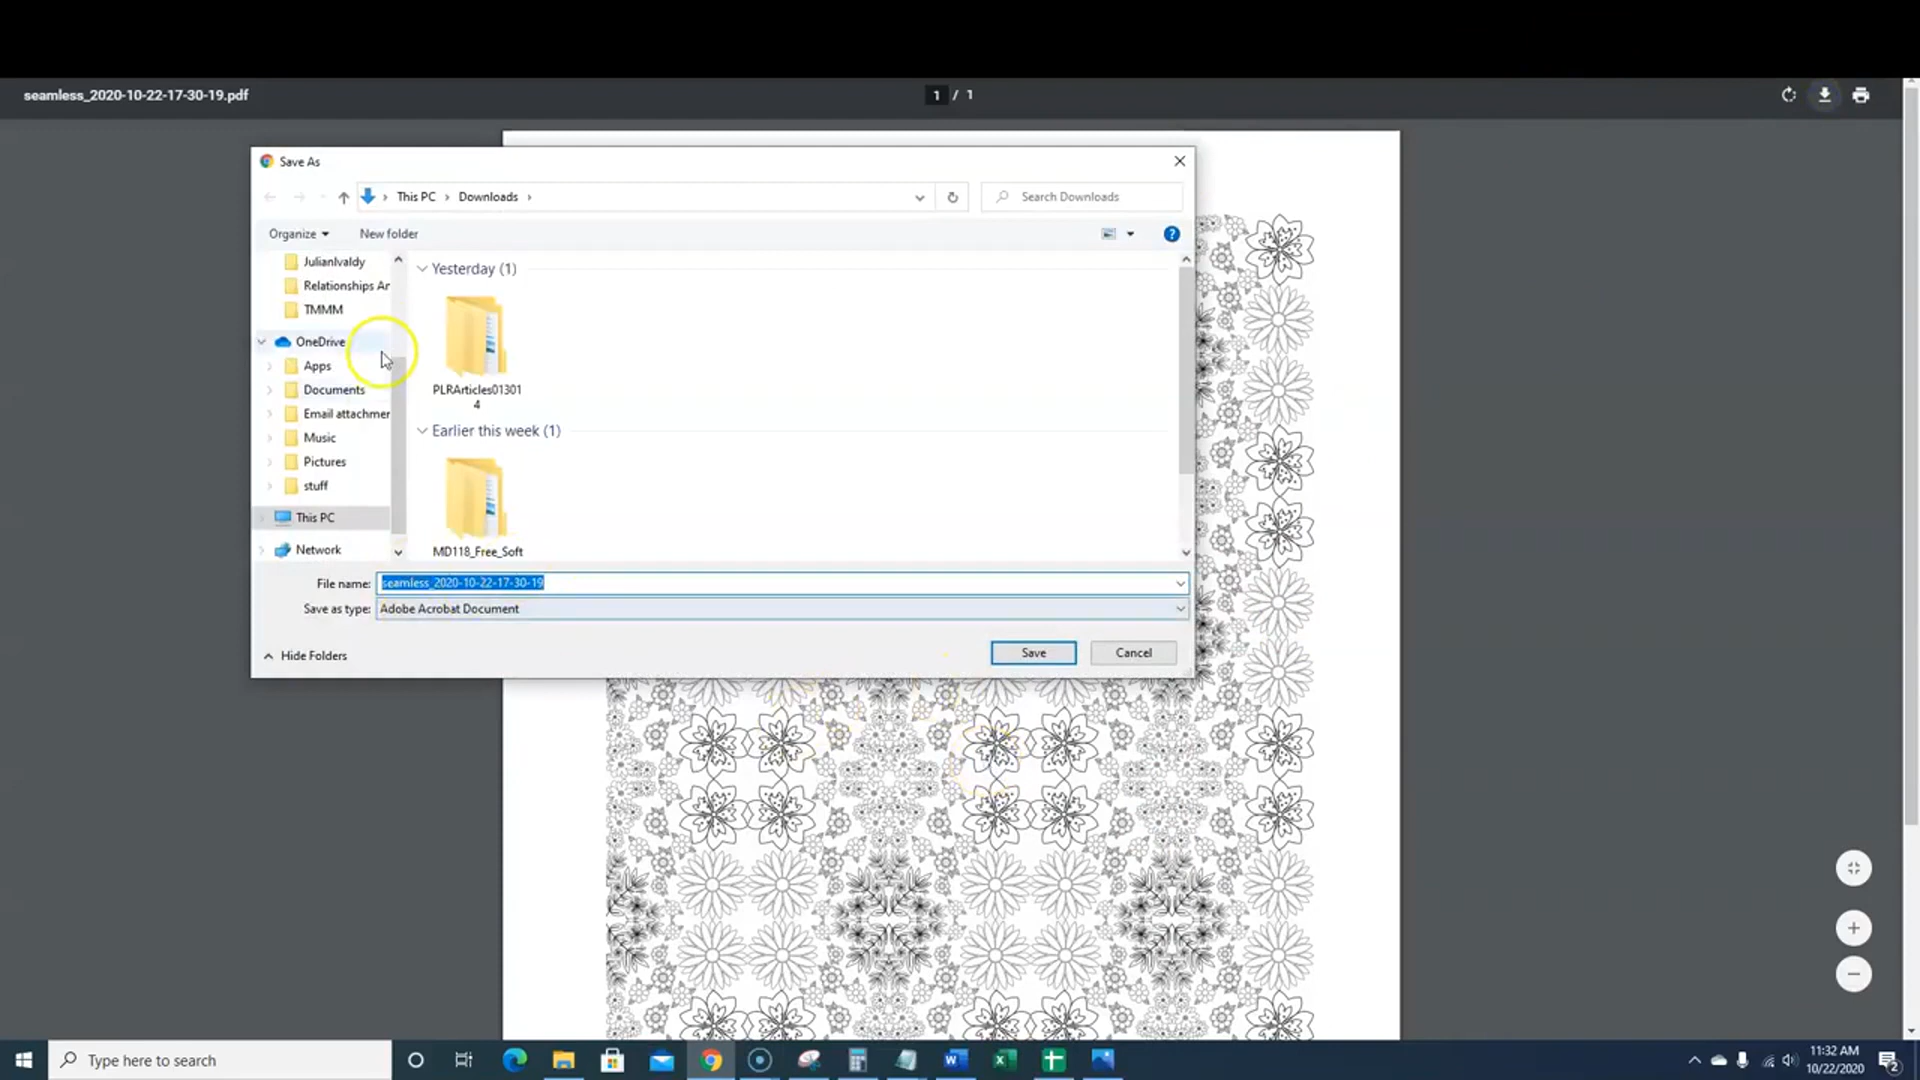 seamless_2020-10-22-17-30-19.pdf
1 / 1
Save As
This PC
Downloads
Search Downloads
Organize
New folder
JulianIvaldy
Relationships Ar
TMMM
OneDrive
Apps
Documents
Email attachmer
Music
Pictures
stuff
This PC
Network
Yesterday (1)
PLRArticles01301
4
Earlier this week (1)
MD118_Free_Soft
File name: seamless_2020-10-22-17-30-19
Save as type: Adobe Acrobat Document
Hide Folders
Save
Cancel
Type here to search
11:32 AM
10/22/2020
2